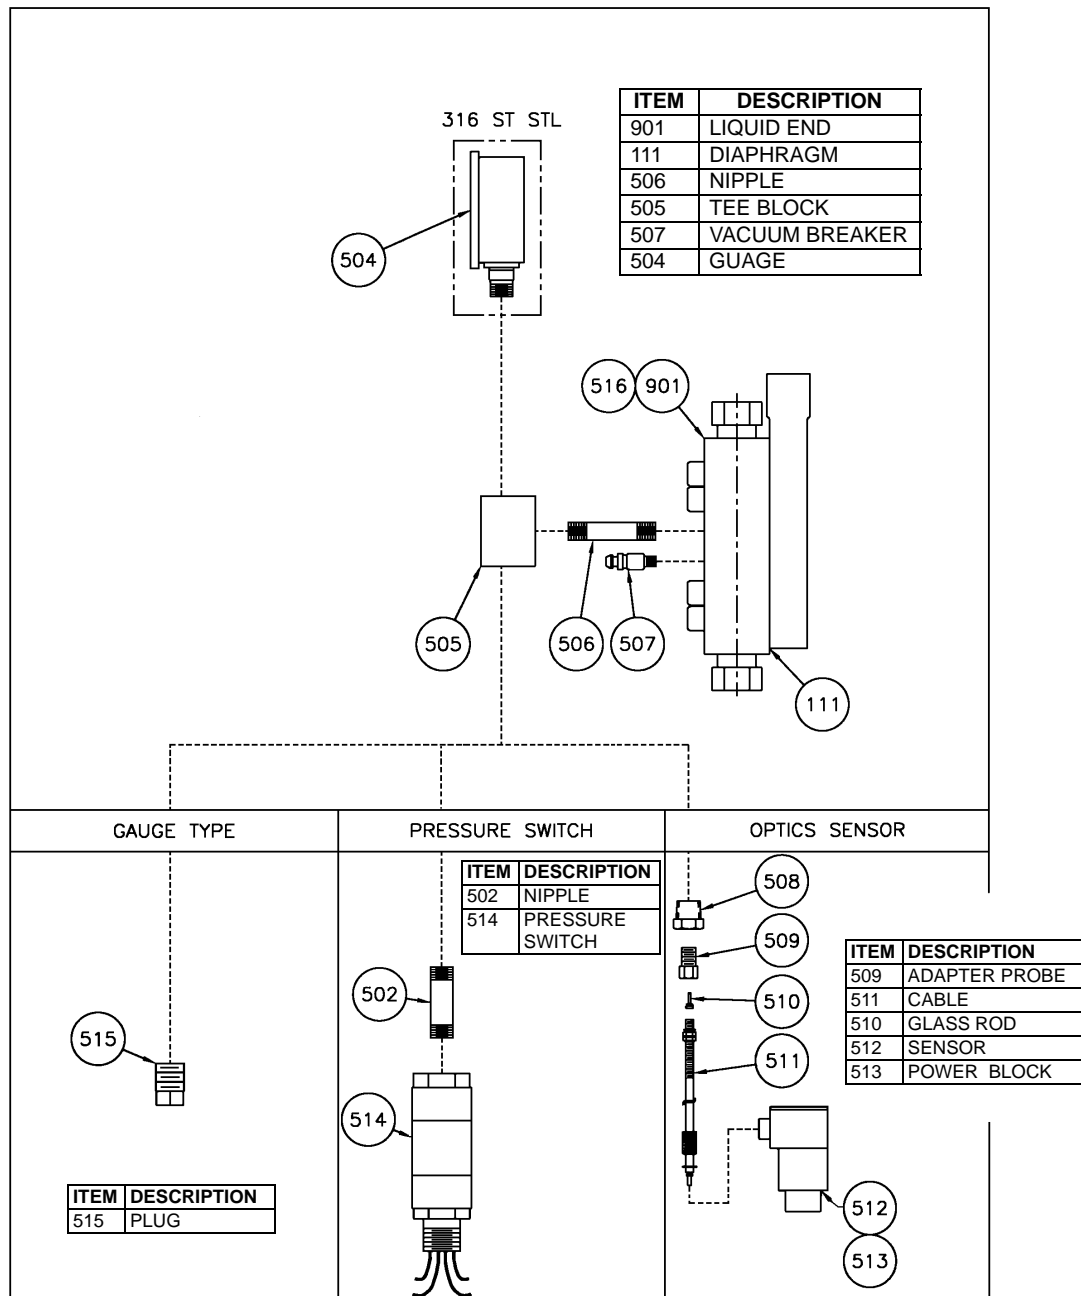 316 ST STL
ITEM DESCRIPTION
901 LIQUID END
111 DIAPHRAGM
506 NIPPLE
505 TEE BLOCK
507 VACUUM BREAKER
504 GUAGE
504
516 901
505 506 507
111
GAUGE TYPE
PRESSURE SWITCH
OPTICS SENSOR
515
ITEM DESCRIPTION
515 PLUG
ITEM DESCRIPTION
502 NIPPLE
514 PRESSURE
SWITCH
502
514
508
509
510
511
512
513
ITEM DESCRIPTION
509 ADAPTER PROBE
511 CABLE
510 GLASS ROD
512 SENSOR
513 POWER BLOCK